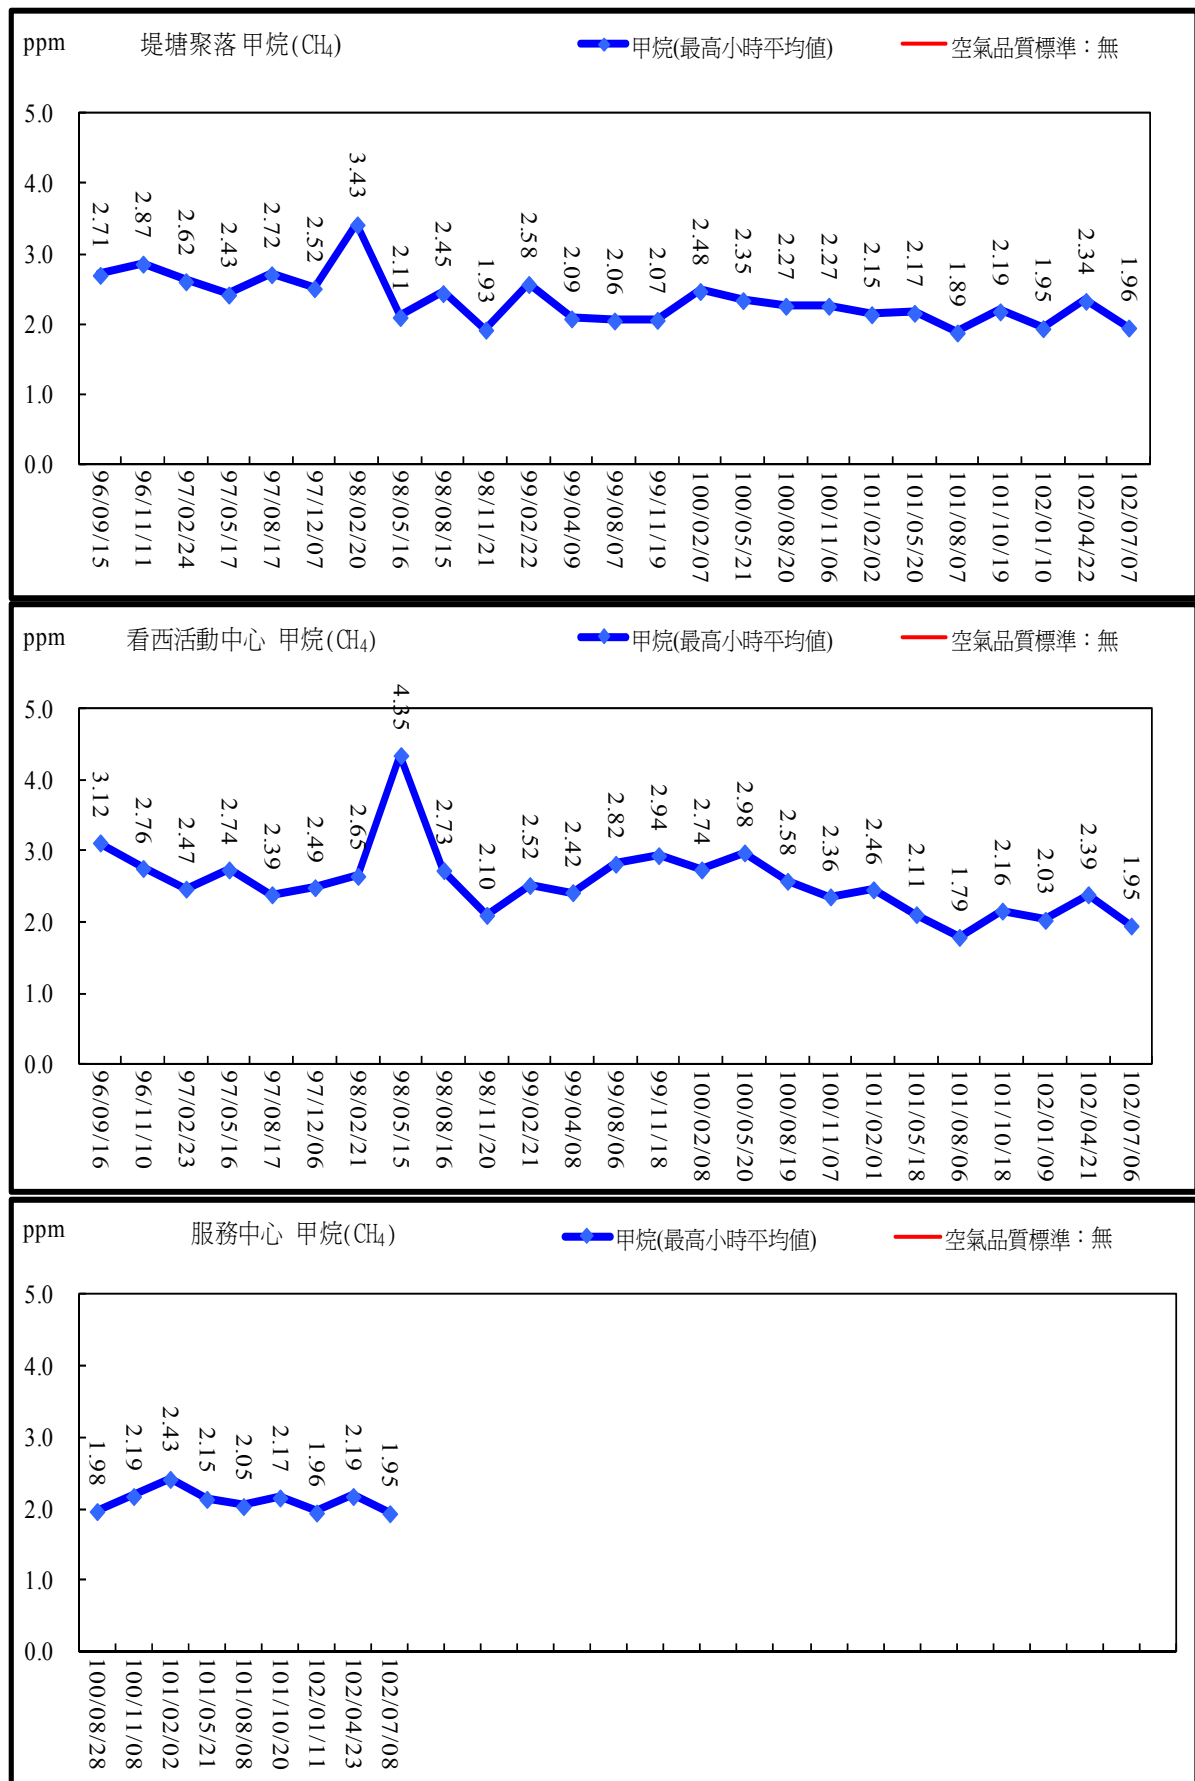 ppm 堤塘聚落 甲烷(CH₄) 甲烷(最高小時平均值) 空氣品質標準：無
5.0
4.0
3.0
2.0
1.0
0.0
2.71 2.87 2.62 2.43 2.72 2.52 3.43 2.11 2.45 1.93 2.58 2.09 2.06 2.07 2.48 2.35 2.27 2.27 2.15 2.17 1.89 2.19 1.95 2.34 1.96
96/09/15 96/11/11 97/02/24 97/05/17 97/08/17 97/12/07 98/02/20 98/05/16 98/08/15 98/11/21 99/02/22 99/04/09 99/08/07 99/11/19 100/02/07 100/05/21 100/08/20 100/11/06 101/02/02 101/05/20 101/08/07 101/10/19 102/01/10 102/04/22 102/07/07
ppm 看西活動中心 甲烷(CH₄) 甲烷(最高小時平均值) 空氣品質標準：無
5.0
4.0
3.0
2.0
1.0
0.0
3.12 2.76 2.47 2.74 2.39 2.49 2.65 4.35 2.73 2.10 2.52 2.42 2.82 2.94 2.74 2.98 2.58 2.36 2.46 2.11 1.79 2.16 2.03 2.39 1.95
96/09/16 96/11/10 97/02/23 97/05/16 97/08/17 97/12/06 98/02/21 98/05/15 98/08/16 98/11/20 99/02/21 99/04/08 99/08/06 99/11/18 100/02/08 100/05/20 100/08/19 100/11/07 101/02/01 101/05/18 101/08/06 101/10/18 102/01/09 102/04/21 102/07/06
ppm 服務中心 甲烷(CH₄) 甲烷(最高小時平均值) 空氣品質標準：無
5.0
4.0
3.0
2.0
1.0
0.0
1.98 2.19 2.43 2.15 2.05 2.17 1.96 2.19 1.95
100/08/28 100/11/08 101/02/02 101/05/21 101/08/08 101/10/20 102/01/11 102/04/23 102/07/08